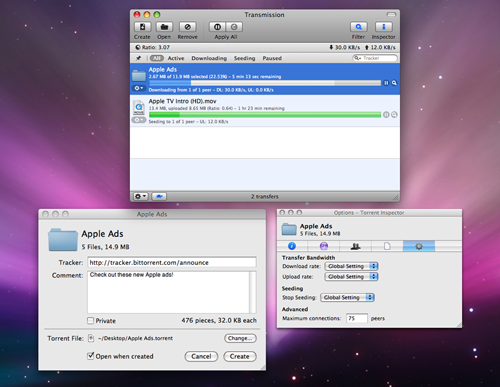 Transmission
Create Open Remove Apply All Filter Inspector
Ratio: 3.07 30.0 KB/s 12.0 KB/s
All Active Downloading Seeding Paused Tracker
Apple Ads
2.67 MB of 11.9 MB selected (22.53%) - 5 min 13 sec remaining
Downloading from 1 of 1 peer - DL: 30.0 KB/s, UL: 0.0 KB/s
Apple TV Intro (HD).mov
13.4 MB, uploaded 8.65 MB (Ratio: 0.64) - 1 hr 23 min remaining
MOVIE
Seeding to 1 of 1 peer - UL: 12.0 KB/s
2 transfers
Apple Ads
Apple Ads
5 Files, 14.9 MB
Tracker: http://tracker.bittorrent.com/announce
Comment: Check out these new Apple ads!
Private 476 pieces, 32.0 KB each
Torrent File: ~/Desktop/Apple Ads.torrent Change...
Open when created Cancel Create
Options - Torrent Inspector
Apple Ads
5 Files, 14.9 MB
Transfer Bandwidth
Download rate: Global Setting
Upload rate: Global Setting
Seeding
Stop Seeding: Global Setting
Advanced
Maximum connections: 75 peers